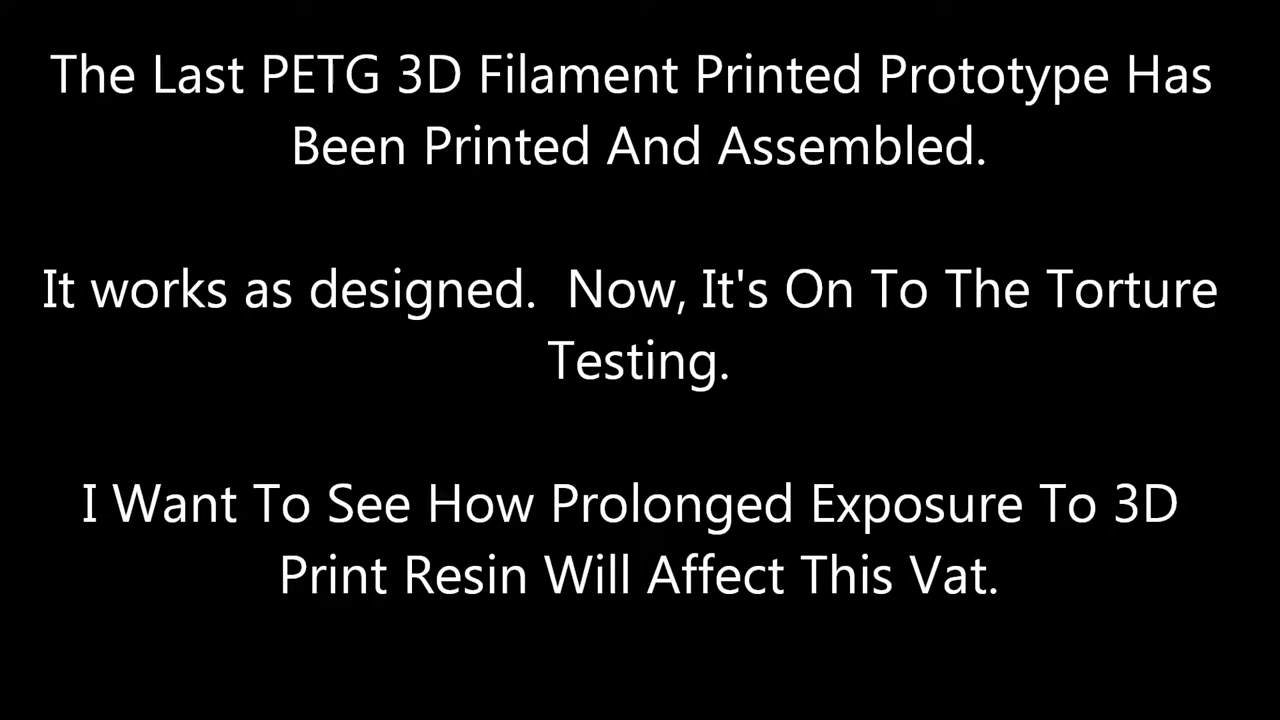 The Last PETG 3D Filament Printed Prototype Has
Been Printed And Assembled.
It works as designed.  Now, It's On To The Torture
Testing.
I Want To See How Prolonged Exposure To 3D
Print Resin Will Affect This Vat.